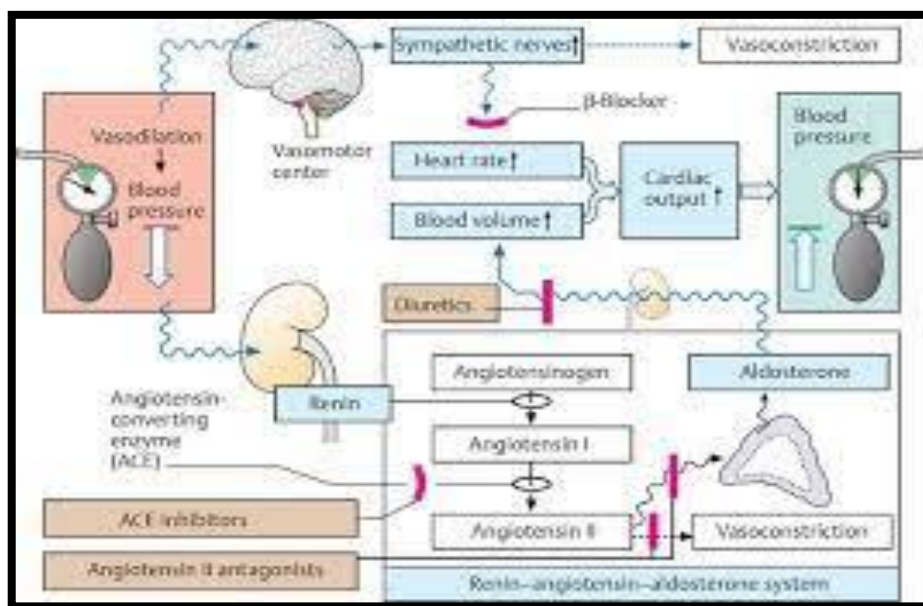 Sympathetic nerves↑
Vasoconstriction
β-Blocker
Vasodilation
Blood
pressure
Vasomotor
center
Heart rate↑
Blood volume↑
Cardiac
output↑
Blood
pressure
Diuretics
Renin
Angiotensin-
converting
enzyme
(ACE)
Angiotensinogen
Angiotensin I
Angiotensin II
Aldosterone
Vasoconstriction
ACE inhibitors
Angiotensin II antagonists
Renin–angiotensin–aldosterone system